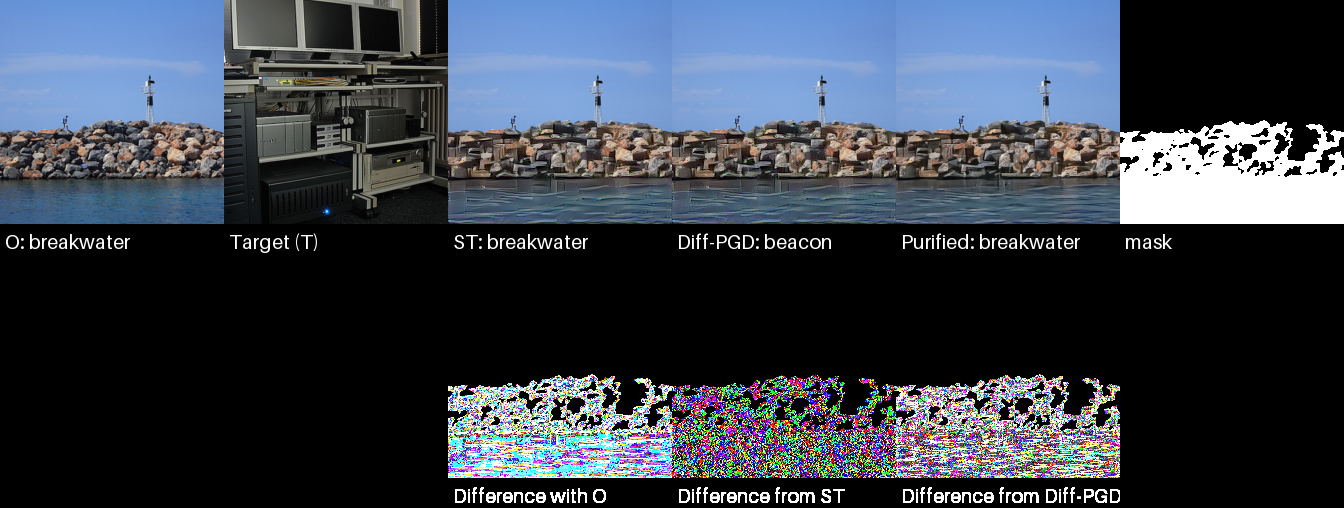 O: breakwater
Target (T)
ST: breakwater
Diff-PGD: beacon
Purified: breakwater
mask
Difference with O
Difference from ST
Difference from Diff-PGD